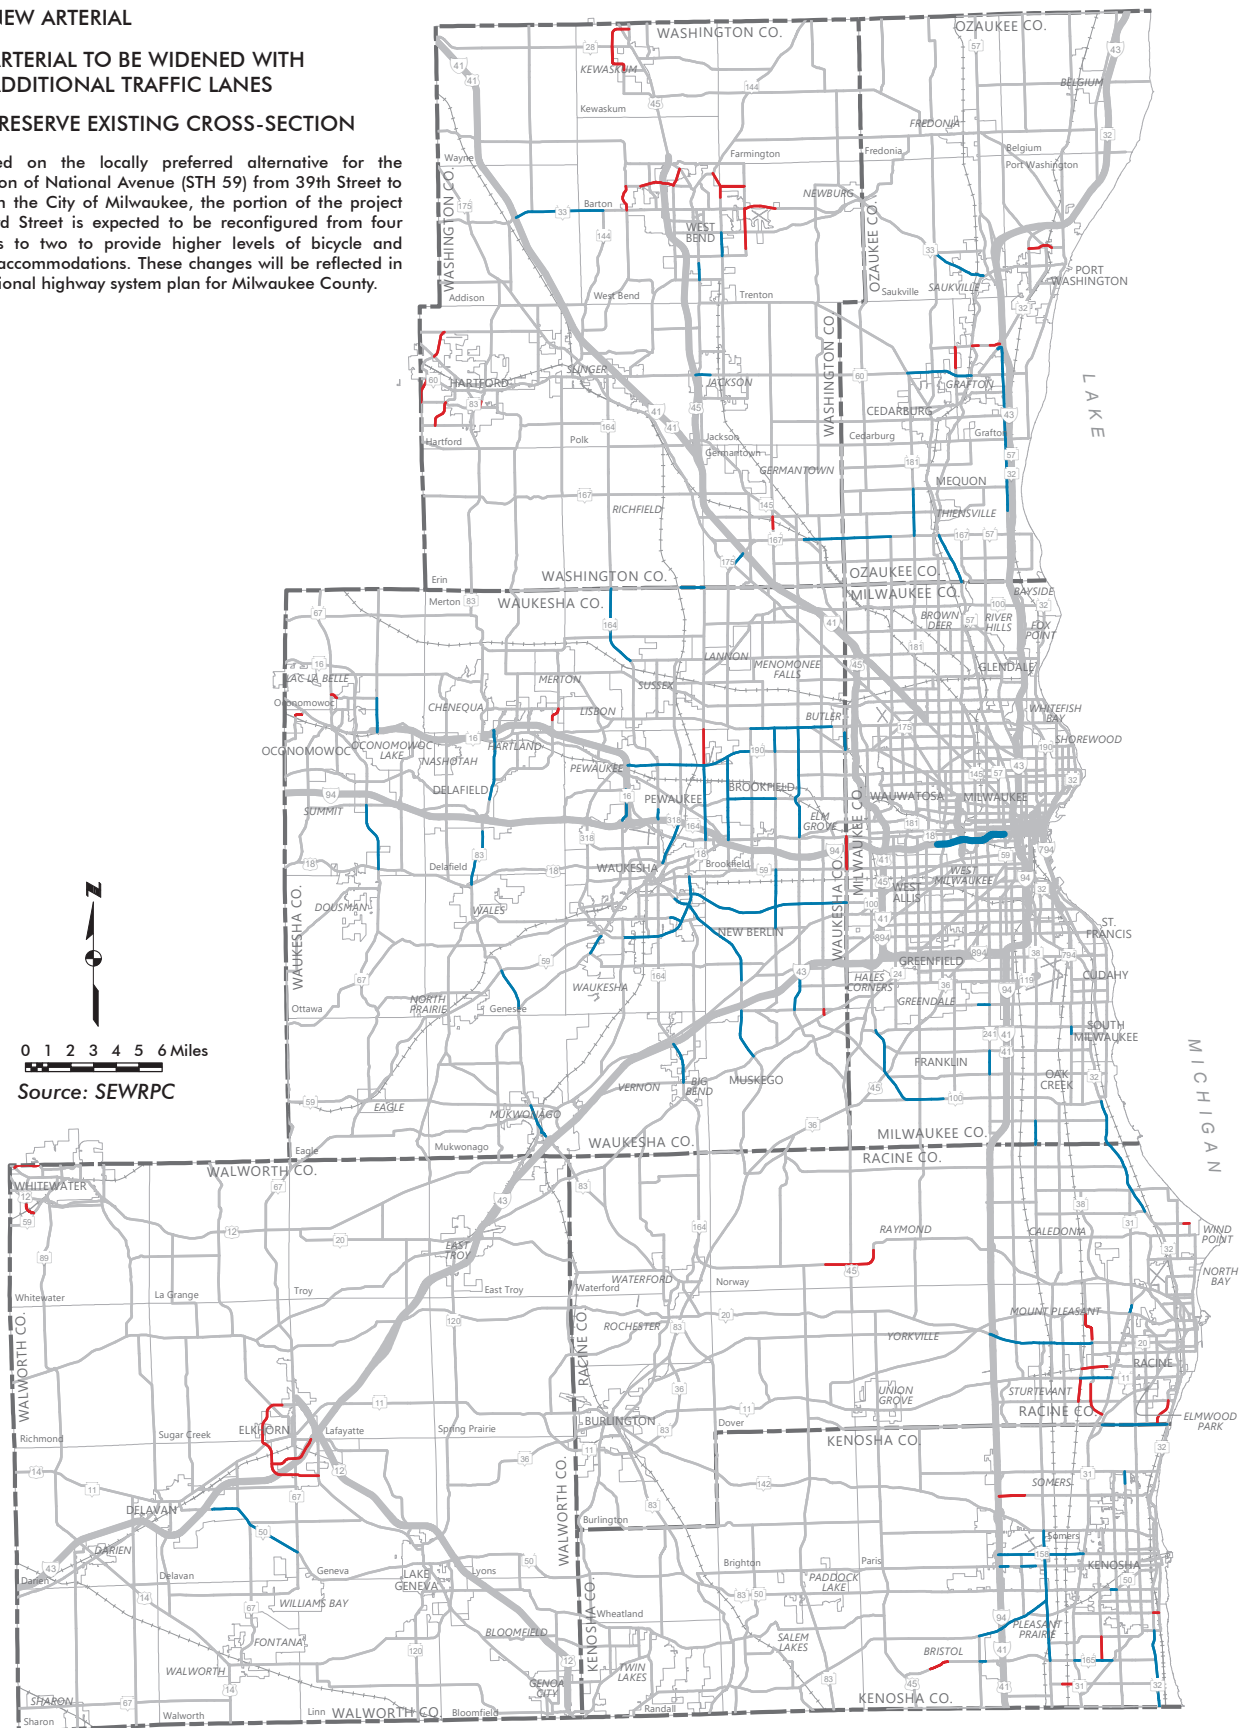 NEW ARTERIAL
ARTERIAL TO BE WIDENED WITH
ADDITIONAL TRAFFIC LANES
RESERVE EXISTING CROSS-SECTION
ed on the locally preferred alternative for the
on of National Avenue (STH 59) from 39th Street to
n the City of Milwaukee, the portion of the project
rd Street is expected to be reconfigured from four
s to two to provide higher levels of bicycle and
accommodations. These changes will be reflected in
ional highway system plan for Milwaukee County.
WASHINGTON CO.
OZAUKEE CO.
KEWASKUM
Kewaskum
BELGIUM
FREDONIA
Wayne
Farmington
Fredonia
Belgium
Port Washington
WASHINGTON CO.
Barton
NEWBURG
WEST
BEND
OZAUKEE CO.
Addison
West Bend
Trenton
Saukville
SAUKVILLE
PORT
WASHINGTON
SLINGER
HARTFORD
JACKSON
WASHINGTON CO.
GRAFTON
CEDARBURG
Hartford
Polk
Jackson
Germantown
Cedarburg
Grafton
LAKE
GERMANTOWN
RICHFIELD
MEQUON
THIENSVILLE
Erin
WASHINGTON CO.
OZAUKEE CO.
Merton
WAUKESHA CO.
MILWAUKEE CO.
BAYSIDE
BROWN
DEER
RIVER
HILLS
FOX
POINT
LAC LA BELLE
Oconomowoc
MERTON
LANNON
MENOMONEE
FALLS
GLENDALE
SUSSEX
CHENEQUA
LISBON
BUTLER
WHITEFISH
BAY
SHOREWOOD
OCONOMOWOC
OCONOMOWOC
LAKE
NASHOTAH
HARTLAND
PEWAUKEE
DELAFIELD
PEWAUKEE
BROOKFIELD
WAUWATOSA
MILWAUKEE
SUMMIT
ELM
GROVE
MILWAUKEE CO.
Delafield
WAUKESHA
Brookfield
WEST
MILWAUKEE
WEST
ALLIS
DOUSMAN
WALES
WAUKESHA CO.
NEW BERLIN
WAUKESHA CO.
ST.
FRANCIS
GREENFIELD
CUDAHY
HALES
CORNERS
GREENDALE
WAUKESHA
Ottawa
NORTH
PRAIRIE
Genesee
SOUTH
MILWAUKEE
FRANKLIN
OAK
CREEK
MICHIGAN
N
0 1 2 3 4 5 6 Miles
Source: SEWRPC
EAGLE
MUKWONAGO
VERNON
BIG
BEND
MUSKEGO
Eagle
Mukwonago
WAUKESHA CO.
MILWAUKEE CO.
RACINE CO.
WALWORTH CO.
WHITEWATER
EAST
TROY
RAYMOND
CALEDONIA
WIND
POINT
NORTH
BAY
Whitewater
La Grange
Troy
East Troy
Waterford
WATERFORD
Norway
ROCHESTER
MOUNT PLEASANT
YORKVILLE
RACINE
WALWORTH CO.
RACINE CO.
UNION
GROVE
STURTEVANT
RACINE CO.
ELMWOOD
PARK
ELKHORN
Lafayette
Spring Prairie
BURLINGTON
Dover
KENOSHA CO.
Richmond
Sugar Creek
SOMERS
DELAVAN
WALWORTH CO.
Burlington
Somers
DARIEN
Darien
Delavan
Geneva
LAKE
GENEVA
Lyons
Brighton
Paris
PADDOCK
LAKE
KENOSHA
WILLIAMS BAY
KENOSHA CO.
Wheatland
PLEASANT
PRAIRIE
FONTANA
BLOOMFIELD
SALEM
LAKES
BRISTOL
WALWORTH
GENOA
CITY
TWIN
LAKES
SHARON
Sharon
Walworth
Linn
WALWORTH CO.
Bloomfield
Randall
KENOSHA CO.